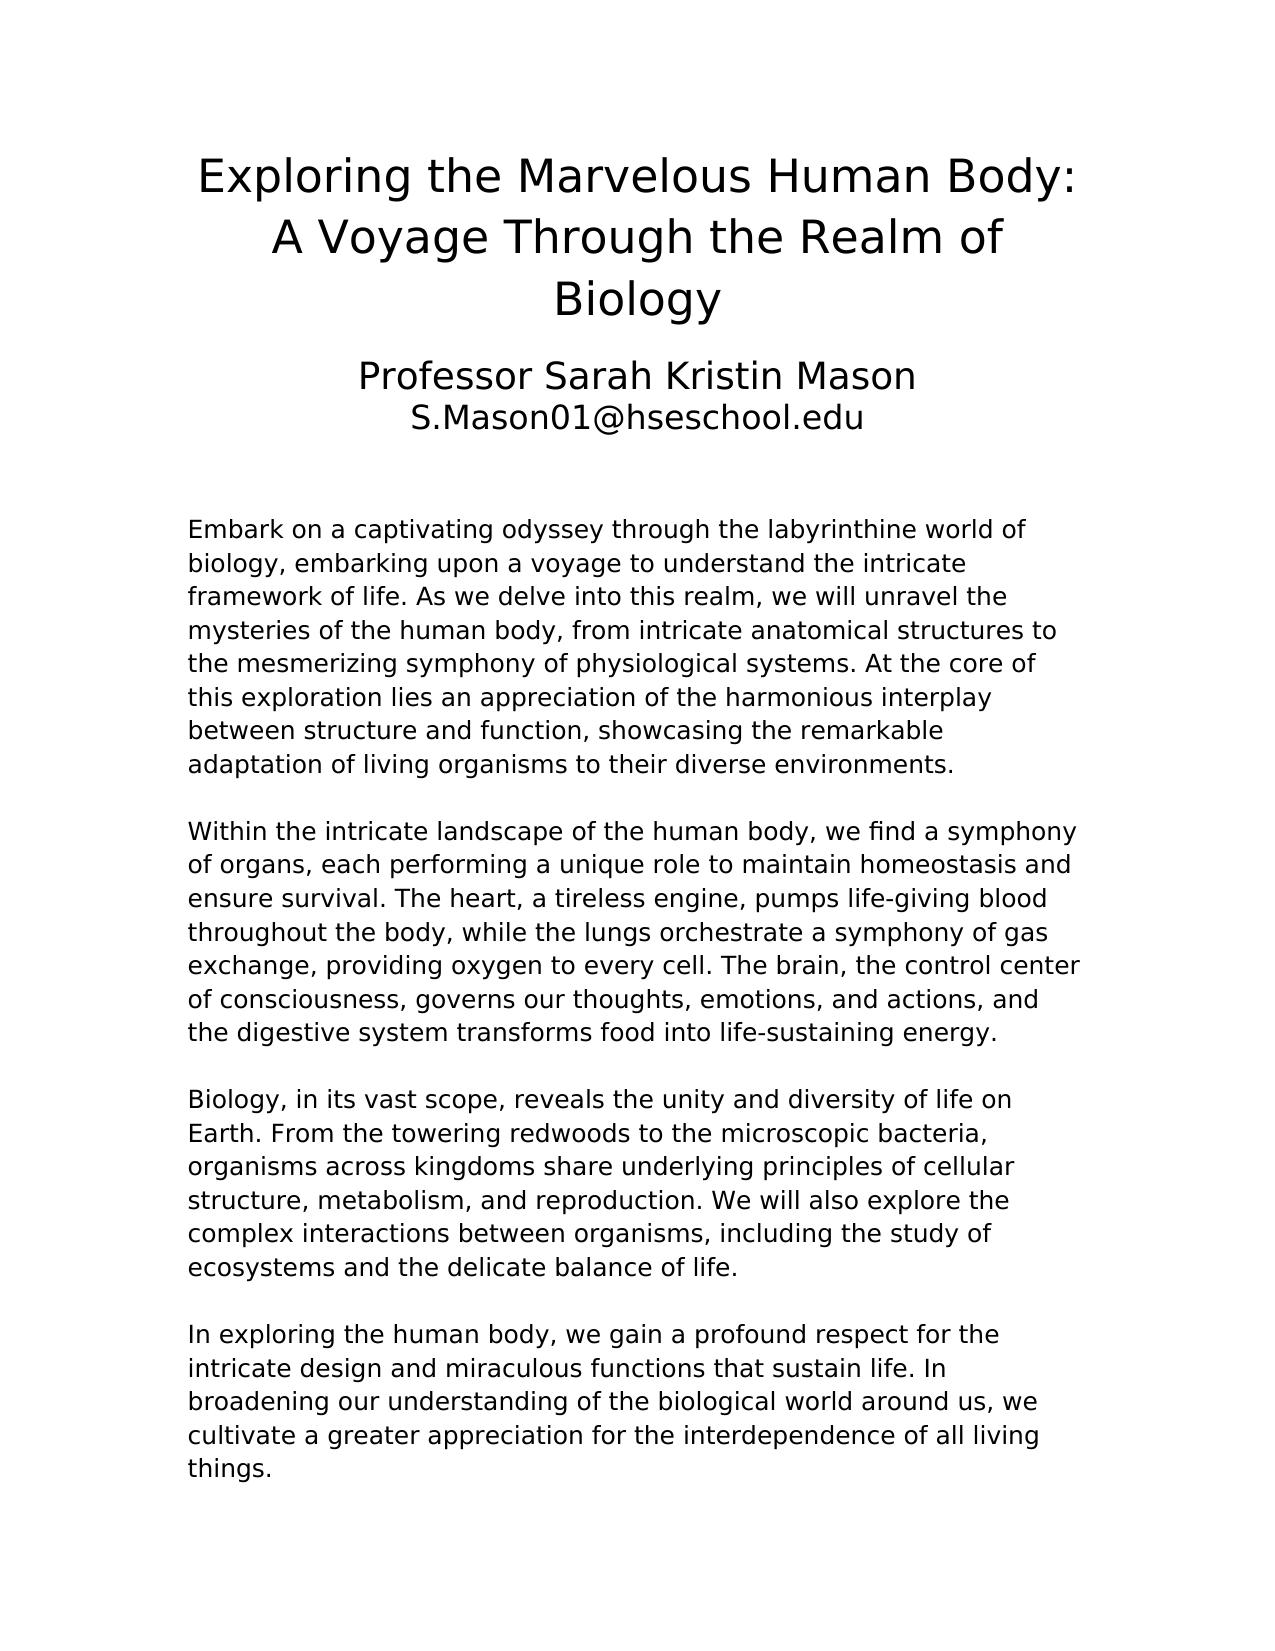 Exploring the Marvelous Human Body:
A Voyage Through the Realm of
Biology
Professor Sarah Kristin Mason
S.Mason01@hseschool.edu
Embark on a captivating odyssey through the labyrinthine world of
biology, embarking upon a voyage to understand the intricate
framework of life. As we delve into this realm, we will unravel the
mysteries of the human body, from intricate anatomical structures to
the mesmerizing symphony of physiological systems. At the core of
this exploration lies an appreciation of the harmonious interplay
between structure and function, showcasing the remarkable
adaptation of living organisms to their diverse environments.
Within the intricate landscape of the human body, we find a symphony
of organs, each performing a unique role to maintain homeostasis and
ensure survival. The heart, a tireless engine, pumps life-giving blood
throughout the body, while the lungs orchestrate a symphony of gas
exchange, providing oxygen to every cell. The brain, the control center
of consciousness, governs our thoughts, emotions, and actions, and
the digestive system transforms food into life-sustaining energy.
Biology, in its vast scope, reveals the unity and diversity of life on
Earth. From the towering redwoods to the microscopic bacteria,
organisms across kingdoms share underlying principles of cellular
structure, metabolism, and reproduction. We will also explore the
complex interactions between organisms, including the study of
ecosystems and the delicate balance of life.
In exploring the human body, we gain a profound respect for the
intricate design and miraculous functions that sustain life. In
broadening our understanding of the biological world around us, we
cultivate a greater appreciation for the interdependence of all living
things.